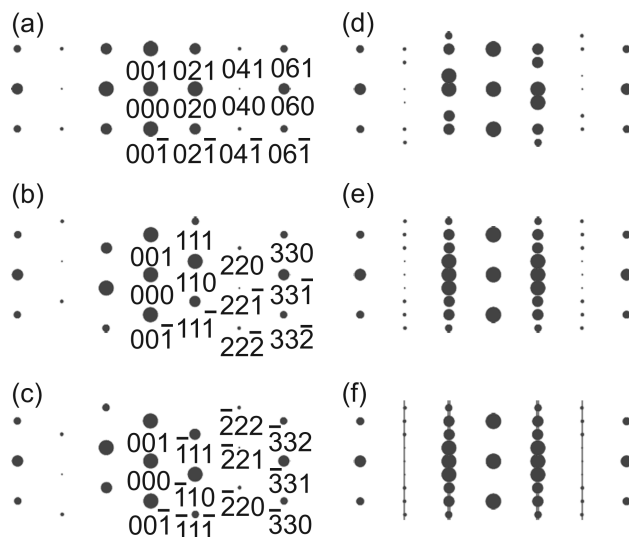 (a) (d)
001 021 041 061
000 020 040 060
001̄ 021̄ 041̄ 061̄
(b) (e)
001 111 220 330
000 110 221̄ 331̄
001̄ 111̄ 222̄ 332̄
(c) (f)
001 1̄11 2̄22 3̄32
000 1̄10 2̄21 3̄31
001̄ 1̄11̄ 2̄20 3̄30